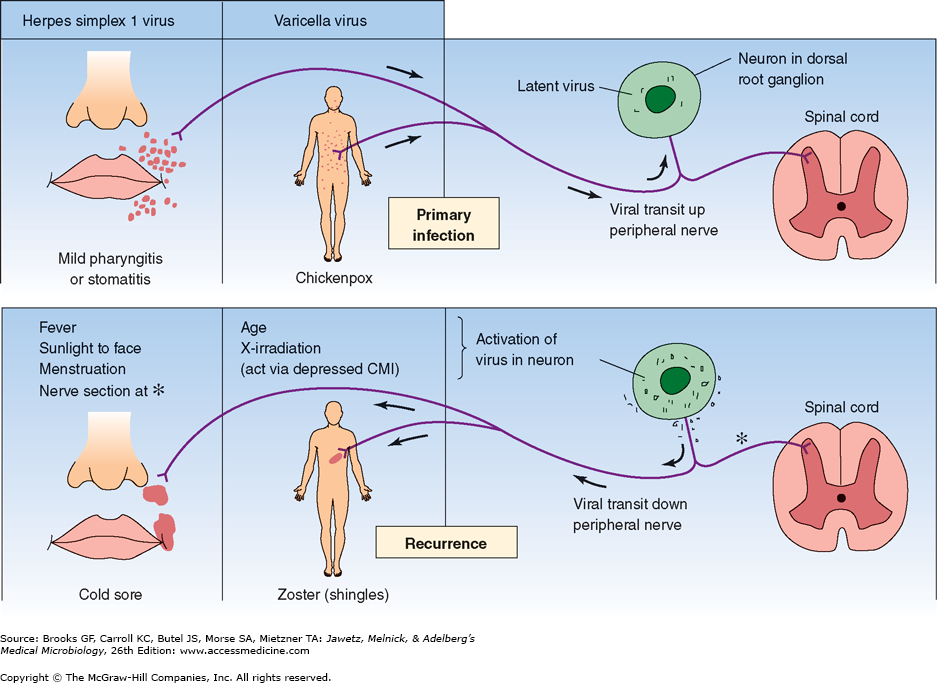 Herpes simplex 1 virus
Varicella virus
Latent virus
Neuron in dorsal
root ganglion
Spinal cord
Primary
infection
Viral transit up
peripheral nerve
Mild pharyngitis
or stomatitis
Chickenpox
Fever
Sunlight to face
Menstruation
Nerve section at *
Age
X-irradiation
(act via depressed CMI)
Activation of
virus in neuron
Spinal cord
*
Viral transit down
peripheral nerve
Recurrence
Cold sore
Zoster (shingles)
Source: Brooks GF, Carroll KC, Butel JS, Morse SA, Mietzner TA: Jawetz, Melnick, & Adelberg's
Medical Microbiology, 26th Edition: www.accessmedicine.com
Copyright © The McGraw-Hill Companies, Inc. All rights reserved.